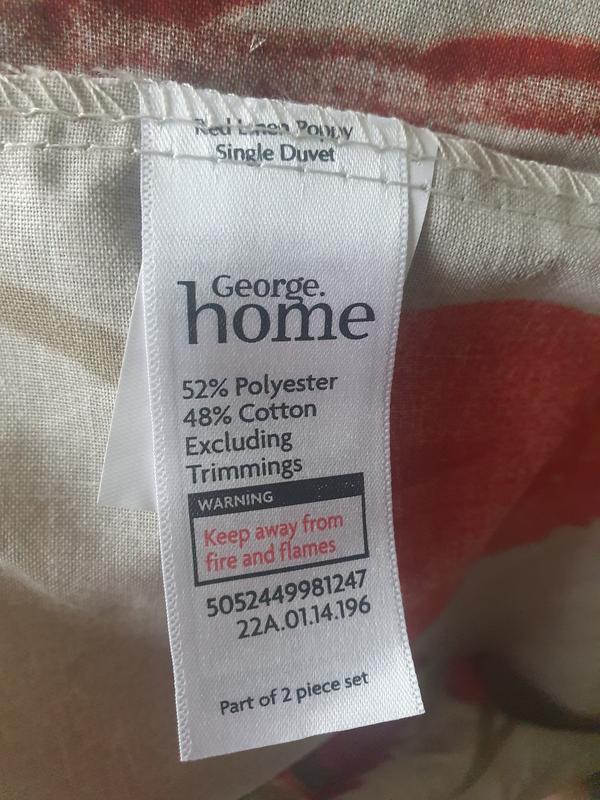 Red Linen Poppy
Single Duvet
George.
home
52% Polyester
48% Cotton
Excluding
Trimmings
WARNING
Keep away from
fire and flames
5052449981247
22A.01.14.196
Part of 2 piece set